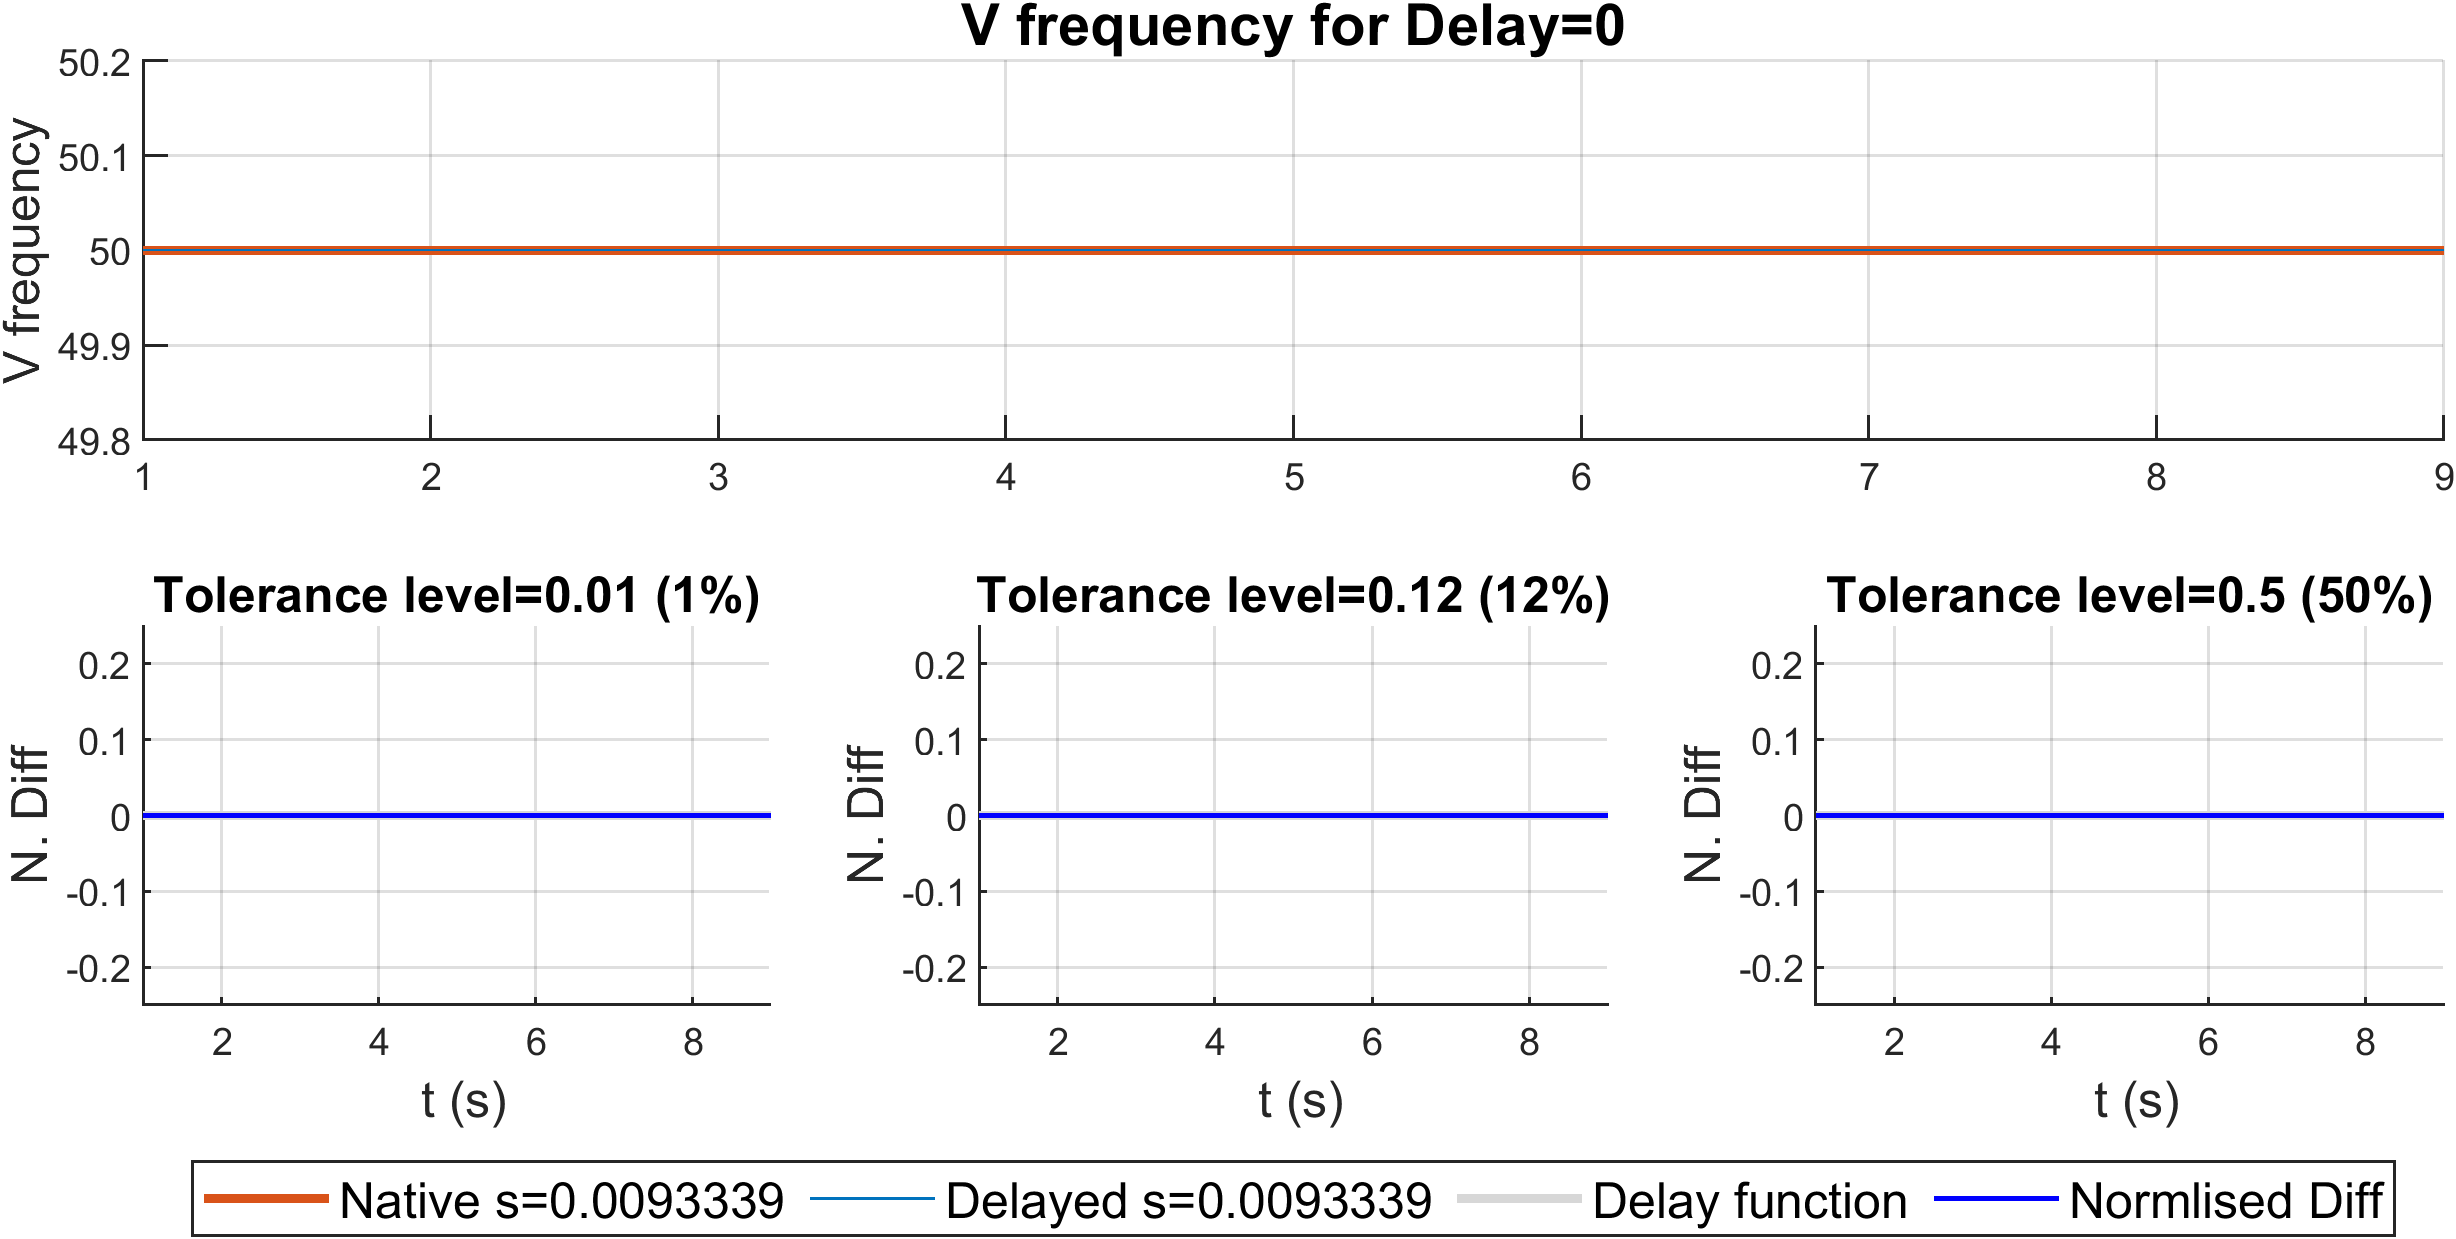 V frequency for Delay=0
V frequency
50.2
50.1
50
49.9
49.8
1 2 3 4 5 6 7 8 9
Tolerance level=0.01 (1%)
N. Diff
0.2
0.1
0
-0.1
-0.2
2 4 6 8
t (s)
Tolerance level=0.12 (12%)
N. Diff
0.2
0.1
0
-0.1
-0.2
2 4 6 8
t (s)
Tolerance level=0.5 (50%)
N. Diff
0.2
0.1
0
-0.1
-0.2
2 4 6 8
t (s)
Native s=0.0093339 Delayed s=0.0093339 Delay function Normlised Diff